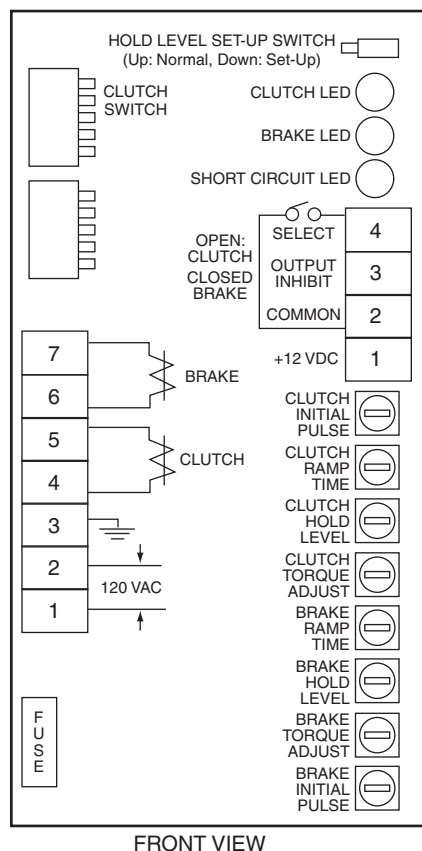 HOLD LEVEL SET-UP SWITCH
(Up: Normal, Down: Set-Up)
CLUTCH
SWITCH
CLUTCH LED
BRAKE LED
SHORT CIRCUIT LED
OPEN:
CLUTCH
CLOSED
BRAKE
SELECT
4
OUTPUT
INHIBIT
3
COMMON
2
+12 VDC
1
7
6
BRAKE
5
4
CLUTCH
3
2
120 VAC
1
CLUTCH
INITIAL
PULSE
CLUTCH
RAMP
TIME
CLUTCH
HOLD
LEVEL
CLUTCH
TORQUE
ADJUST
BRAKE
RAMP
TIME
BRAKE
HOLD
LEVEL
BRAKE
TORQUE
ADJUST
BRAKE
INITIAL
PULSE
F
U
S
E
FRONT VIEW